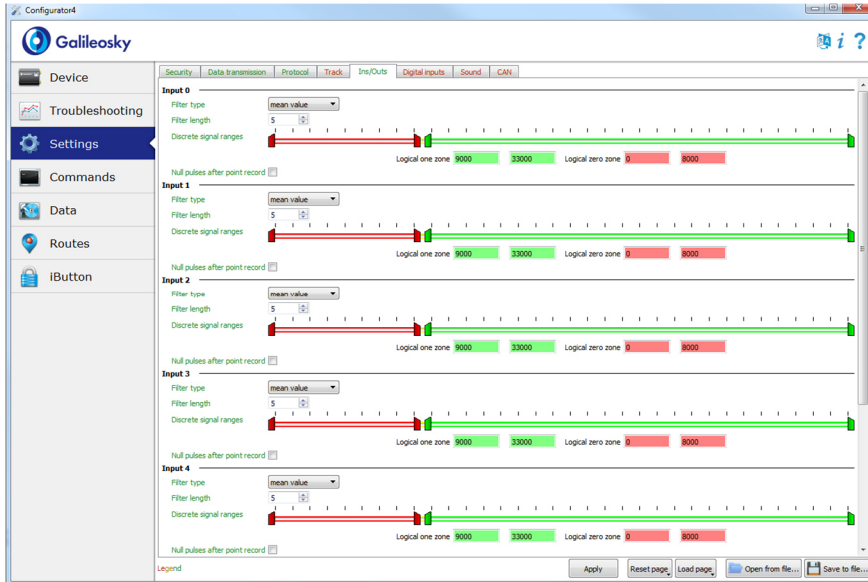 Configurator4
Galileosky
Device
Troubleshooting
Settings
Commands
Data
Routes
iButton
Security Data transmission Protocol Track Ins/Outs Digital inputs Sound CAN
Input 0
Filter type mean value
Filter length 5
Discrete signal ranges
Logical one zone 9000 33000 Logical zero zone 0 8000
Null pulses after point record
Input 1
Filter type mean value
Filter length 5
Discrete signal ranges
Logical one zone 9000 33000 Logical zero zone 0 8000
Null pulses after point record
Input 2
Filter type mean value
Filter length 5
Discrete signal ranges
Logical one zone 9000 33000 Logical zero zone 0 8000
Null pulses after point record
Input 3
Filter type mean value
Filter length 5
Discrete signal ranges
Logical one zone 9000 33000 Logical zero zone 0 8000
Null pulses after point record
Input 4
Filter type mean value
Filter length 5
Discrete signal ranges
Logical one zone 9000 33000 Logical zero zone 0 8000
Null pulses after point record
Legend
Apply Reset page Load page Open from file... Save to file...